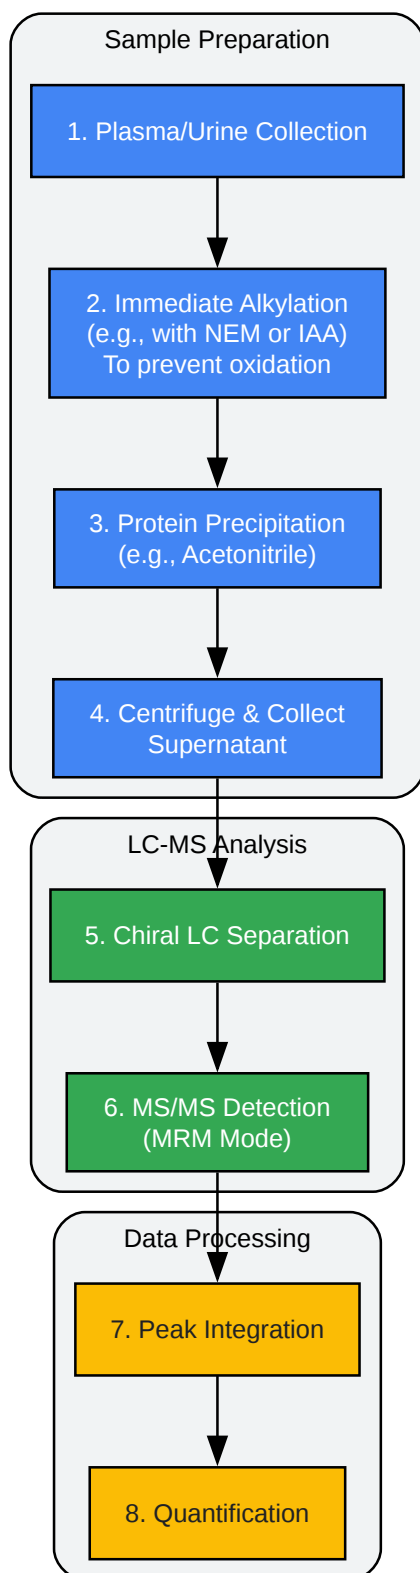 Sample Preparation
1. Plasma/Urine Collection
2. Immediate Alkylation
(e.g., with NEM or IAA)
To prevent oxidation
3. Protein Precipitation
(e.g., Acetonitrile)
4. Centrifuge & Collect
Supernatant
LC-MS Analysis
5. Chiral LC Separation
6. MS/MS Detection
(MRM Mode)
Data Processing
7. Peak Integration
8. Quantification